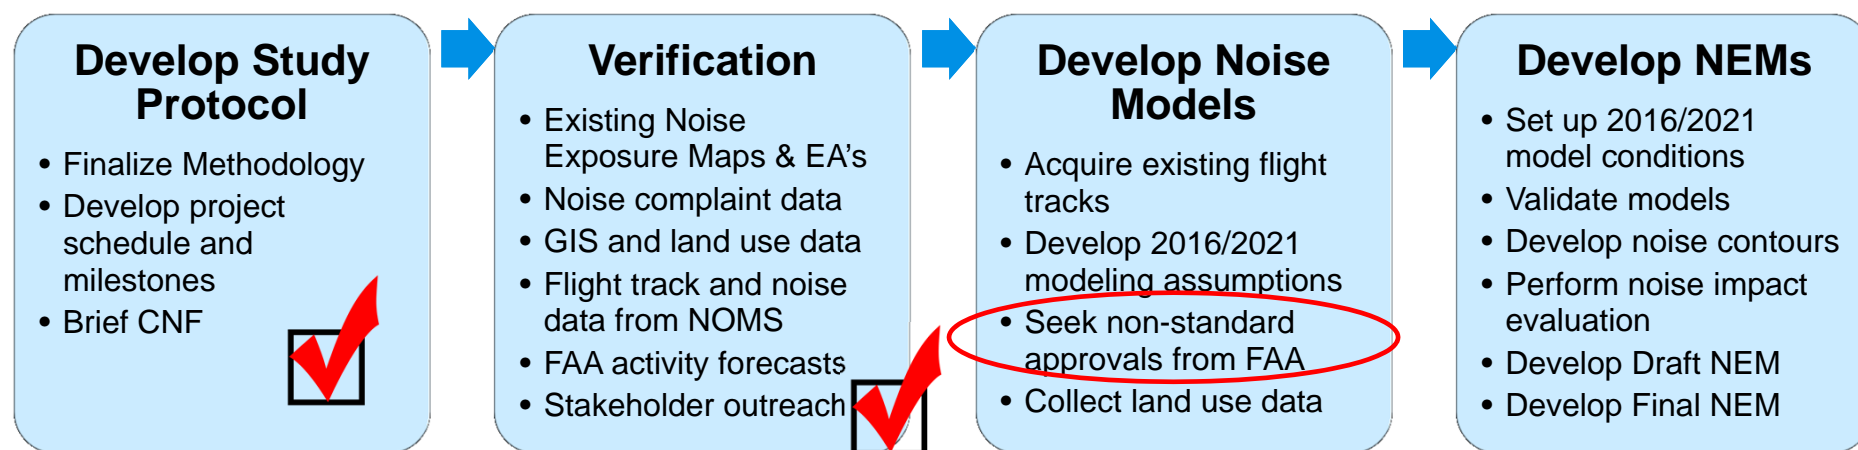 Develop Study
Protocol
• Finalize Methodology
• Develop project
schedule and
milestones
• Brief CNF
Verification
• Existing Noise
Exposure Maps & EA's
• Noise complaint data
• GIS and land use data
• Flight track and noise
data from NOMS
• FAA activity forecasts
• Stakeholder outreach
Develop Noise
Models
• Acquire existing flight
tracks
• Develop 2016/2021
modeling assumptions
• Seek non-standard
approvals from FAA
• Collect land use data
Develop NEMs
• Set up 2016/2021
model conditions
• Validate models
• Develop noise contours
• Perform noise impact
evaluation
• Develop Draft NEM
• Develop Final NEM